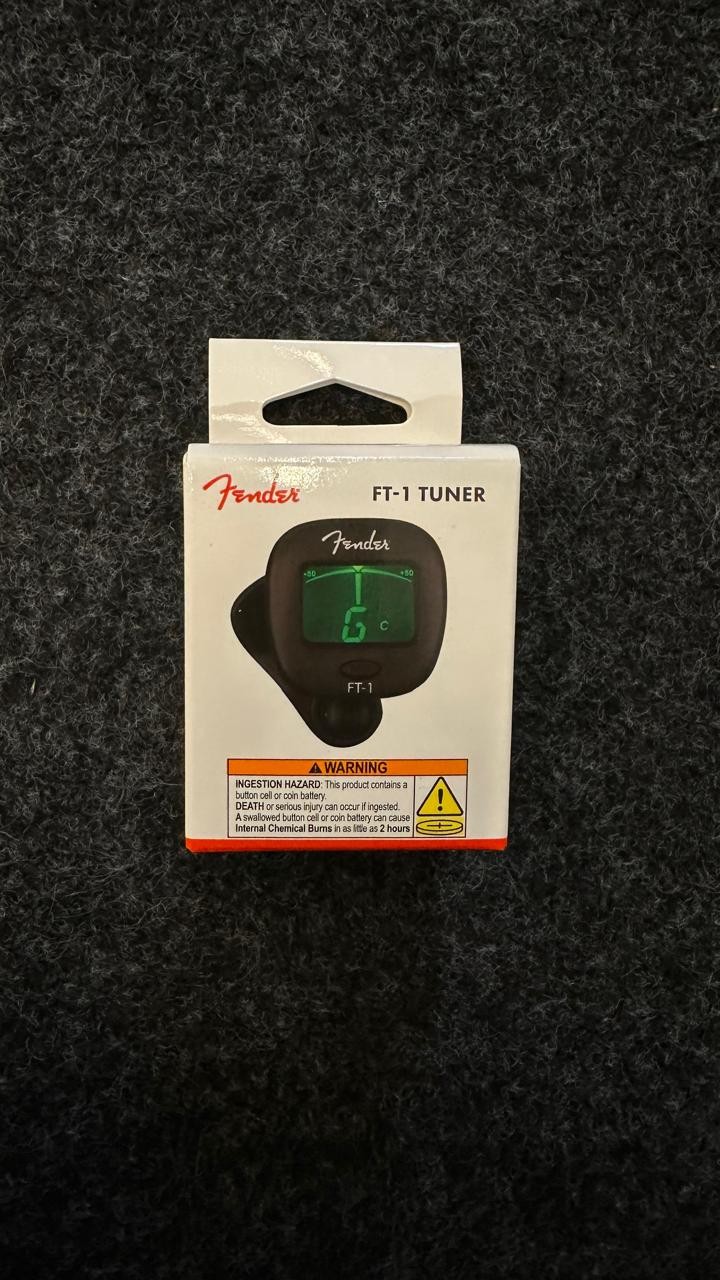 Fender FT-1 TUNER
Fender
-50 +50
G C
FT-1
WARNING
INGESTION HAZARD: This product contains a
button cell or coin battery.
DEATH or serious injury can occur if ingested.
A swallowed button cell or coin battery can cause
Internal Chemical Burns in as little as 2 hours